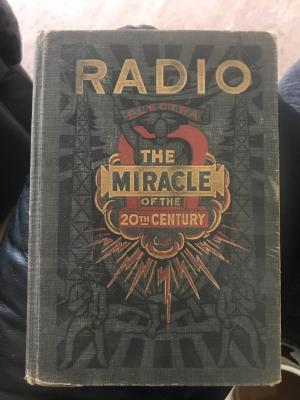 RADIO
ELECTRA
THE
MIRACLE
OF THE
20TH CENTURY